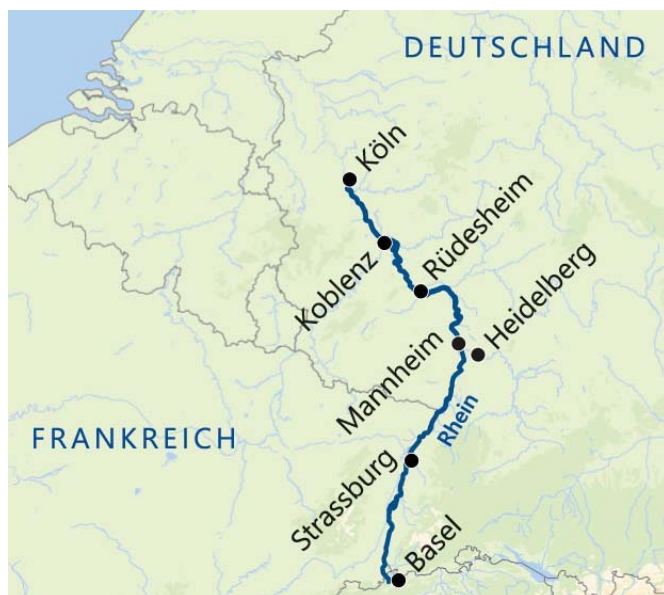 DEUTSCHLAND
Köln
Rüdesheim
Koblenz
Heidelberg
Mannheim
Rhein
FRANKREICH
Strassburg
Basel